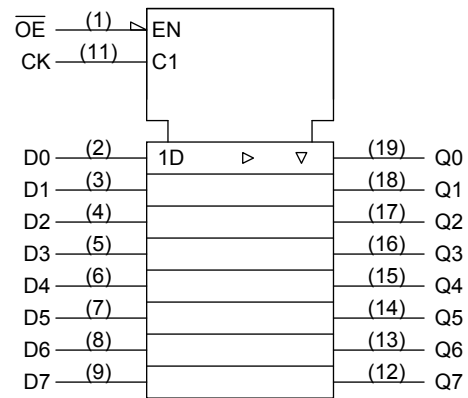 OE (1) EN
CK (11) C1
D0 (2) 1D (19) Q0
D1 (3) (18) Q1
D2 (4) (17) Q2
D3 (5) (16) Q3
D4 (6) (15) Q4
D5 (7) (14) Q5
D6 (8) (13) Q6
D7 (9) (12) Q7